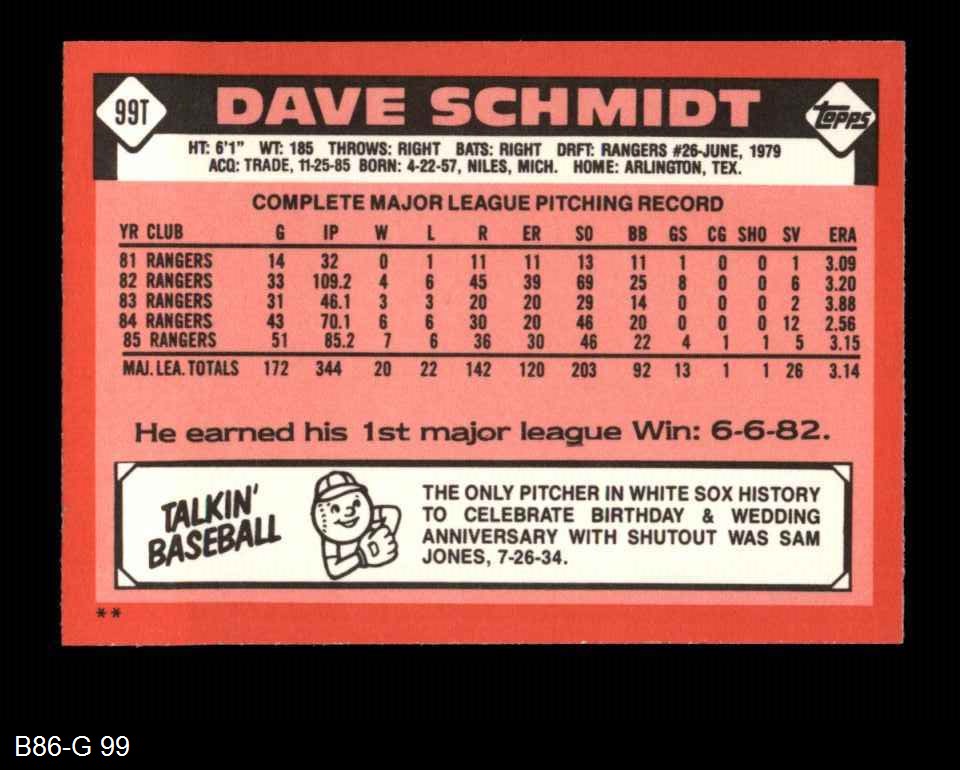 99T
DAVE SCHMIDT
topps
HT: 6'1" WT: 185 THROWS: RIGHT BATS: RIGHT DRFT: RANGERS #26-JUNE, 1979
ACQ: TRADE, 11-25-85 BORN: 4-22-57, NILES, MICH. HOME: ARLINGTON, TEX.
COMPLETE MAJOR LEAGUE PITCHING RECORD
YR CLUB G IP W L R ER SO BB GS CG SHO SV ERA
81 RANGERS 14 32 0 1 11 11 13 11 1 0 0 1 3.09
82 RANGERS 33 109.2 4 6 45 39 69 25 8 0 0 6 3.20
83 RANGERS 31 46.1 3 3 20 20 29 14 0 0 0 2 3.88
84 RANGERS 43 70.1 6 6 30 20 46 20 0 0 0 12 2.56
85 RANGERS 51 85.2 7 6 36 30 46 22 4 1 1 5 3.15
MAJ. LEA. TOTALS 172 344 20 22 142 120 203 92 13 1 1 26 3.14
He earned his 1st major league Win: 6-6-82.
TALKIN'
BASEBALL
THE ONLY PITCHER IN WHITE SOX HISTORY
TO CELEBRATE BIRTHDAY & WEDDING
ANNIVERSARY WITH SHUTOUT WAS SAM
JONES, 7-26-34.
**
B86-G 99